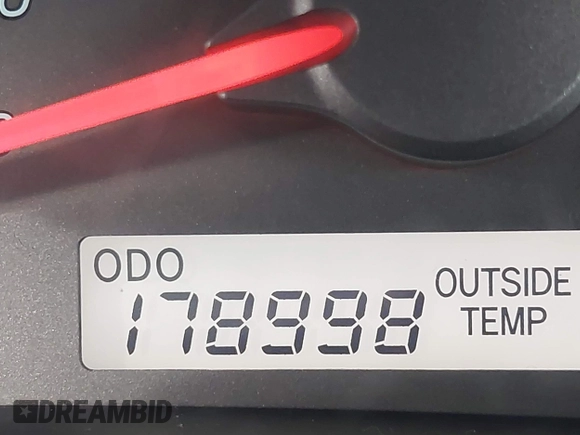 ODO
178998
OUTSIDE
TEMP
DREAMBID